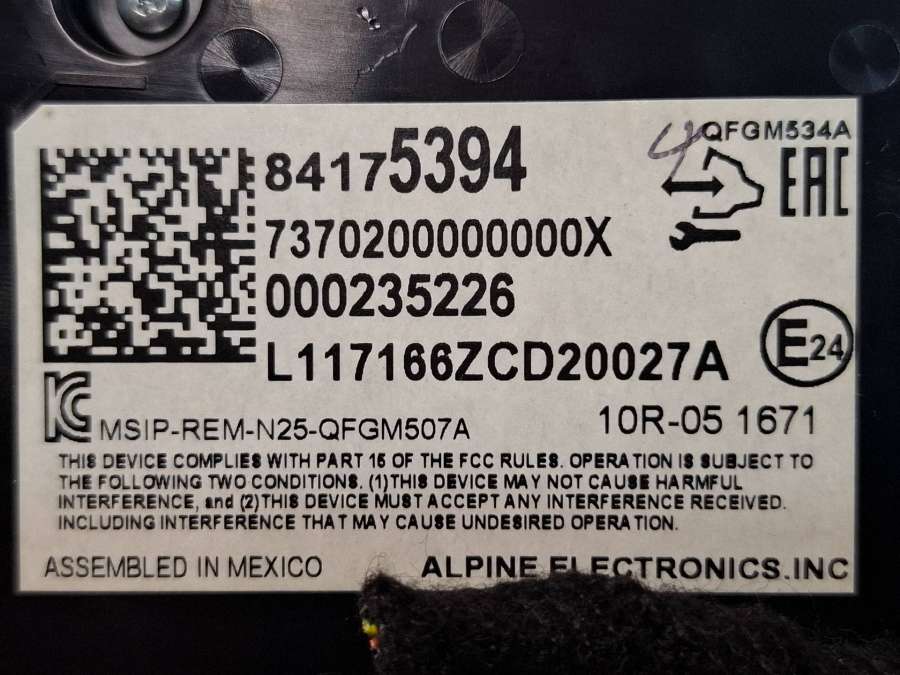 QFGM534A
84175394
EAC
7370200000000X
000235226
L117166ZCD20027A
E24
KC MSIP-REM-N25-QFGM507A
10R-05 1671
THIS DEVICE COMPLIES WITH PART 15 OF THE FCC RULES. OPERATION IS SUBJECT TO
THE FOLLOWING TWO CONDITIONS. (1)THIS DEVICE MAY NOT CAUSE HARMFUL
INTERFERENCE, and (2)THIS DEVICE MUST ACCEPT ANY INTERFERENCE RECEIVED.
INCLUDING INTERFERENCE THAT MAY CAUSE UNDESIRED OPERATION.
ASSEMBLED IN MEXICO
ALPINE ELECTRONICS.INC